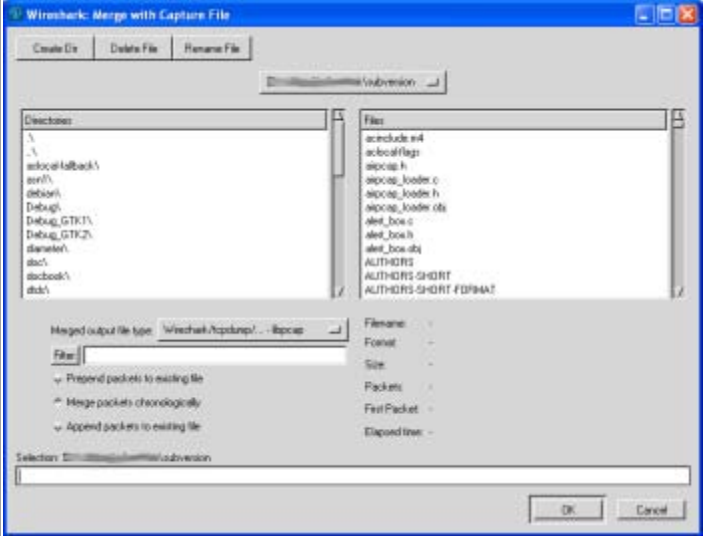 Wireshark: Merge with Capture File
Create Dir Delete File Rename File
\subversion
Directories
.\
..\
aclocal-fallback\
asn1\
debian\
Debug\
Debug_GTK1\
Debug_GTK2\
diameter\
doc\
docbook\
dtds\
Files
acinclude.m4
aclocal-flags
airpcap.h
airpcap_loader.c
airpcap_loader.h
airpcap_loader.obj
alert_box.c
alert_box.h
alert_box.obj
AUTHORS
AUTHORS-SHORT
AUTHORS-SHORT-FORMAT
Merged output file type: Wireshark/tcpdump/... - libpcap
Filter:
Prepend packets to existing file
Merge packets chronologically
Append packets to existing file
Filename: -
Format: -
Size: -
Packets: -
First Packet: -
Elapsed time: -
Selection: D:\ \subversion
OK Cancel